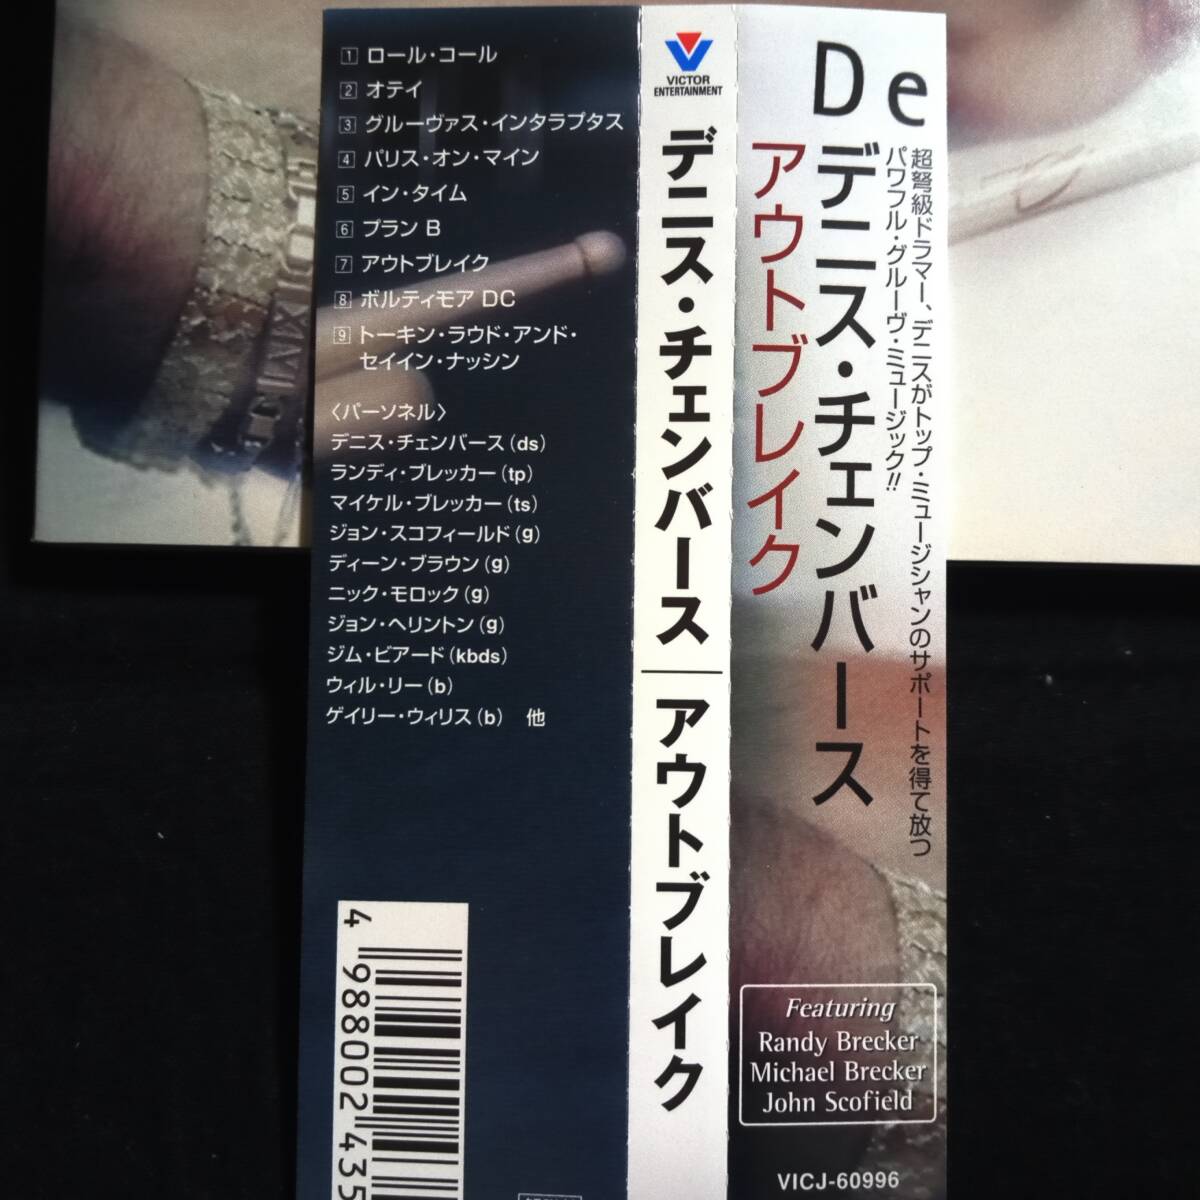 1 ロール・コール
2 オテイ
3 グルーヴァス・インタラプタス
4 パリス・オン・マイン
5 イン・タイム
6 プラン B
7 アウトブレイク
8 ボルティモア DC
9 トーキン・ラウド・アンド・
セイイン・ナッシン
〈パーソネル〉
デニス・チェンバース(ds)
ランディ・ブレッカー(tp)
マイケル・ブレッカー(ts)
ジョン・スコフィールド(g)
ディーン・ブラウン(g)
ニック・モロック(g)
ジョン・ヘリントン(g)
ジム・ビアード(kbds)
ウィル・リー(b)
ゲイリー・ウィリス(b) 他
4 988002 435
VICTOR
ENTERTAINMENT
デニス・チェンバース
アウトブレイク
De
超弩級ドラマー、デニスがトップ・ミュージシャンのサポートを得て放つ
パワフル・グルーヴ・ミュージック!!
デニス・チェンバース
アウトブレイク
Featuring
Randy Brecker
Michael Brecker
John Scofield
VICJ-60996